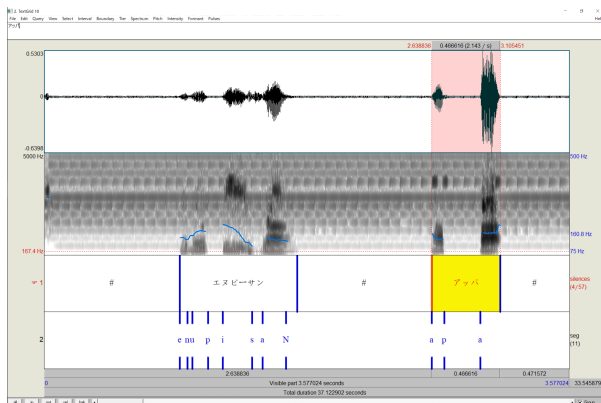 2. TextGrid 10
File Edit Query View Select Interval Boundary Tier Spectrum Pitch Intensity Formant Pulses Hel
アッパ
2.638836 0.466616 (2.143 / s) 3.105451
0.5303
0
-0.6398
5000 Hz 500 Hz
160.8 Hz
167.4 Hz 75 Hz
1 # エヌピーサン # アッパ # silences
(4/57)
2 e n u p i s a N a p a seg
(11)
2.638836 0.466616 0.471572
0 Visible part 3.577024 seconds 3.577024 33.545879
Total duration 37.122902 seconds